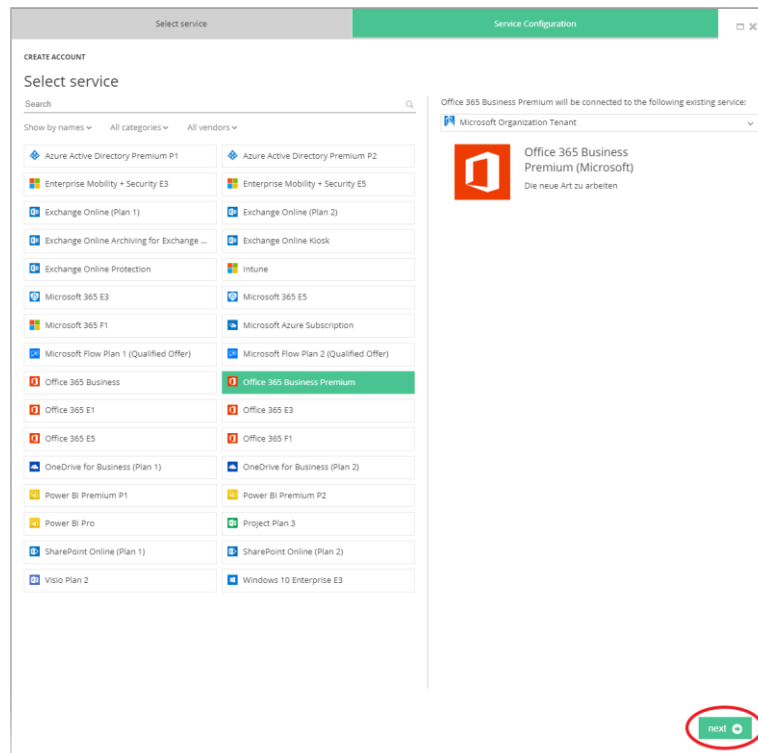 Select service
Service Configuration
CREATE ACCOUNT
Select service
Search
Show by names
All categories
All vendors
Azure Active Directory Premium P1
Azure Active Directory Premium P2
Enterprise Mobility + Security E3
Enterprise Mobility + Security E5
Exchange Online (Plan 1)
Exchange Online (Plan 2)
Exchange Online Archiving for Exchange ...
Exchange Online Kiosk
Exchange Online Protection
Intune
Microsoft 365 E3
Microsoft 365 E5
Microsoft 365 F1
Microsoft Azure Subscription
Microsoft Flow Plan 1 (Qualified Offer)
Microsoft Flow Plan 2 (Qualified Offer)
Office 365 Business
Office 365 Business Premium
Office 365 E1
Office 365 E3
Office 365 E5
Office 365 F1
OneDrive for Business (Plan 1)
OneDrive for Business (Plan 2)
Power BI Premium P1
Power BI Premium P2
Power BI Pro
Project Plan 3
SharePoint Online (Plan 1)
SharePoint Online (Plan 2)
Visio Plan 2
Windows 10 Enterprise E3
Office 365 Business Premium will be connected to the following existing service:
Microsoft Organization Tenant
Office 365 Business
Premium (Microsoft)
Die neue Art zu arbeiten
next